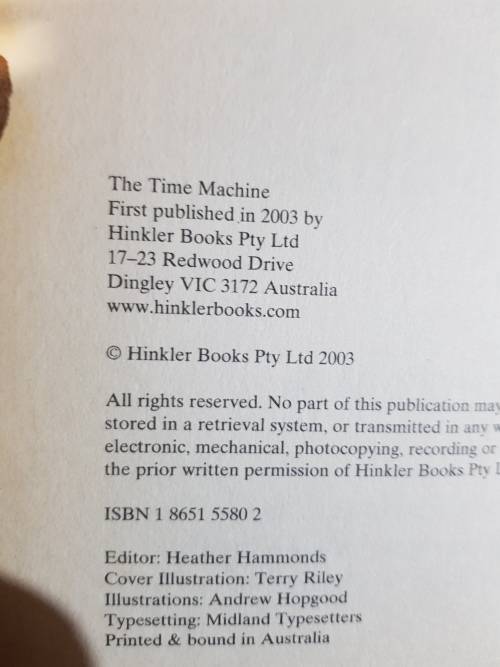 The Time Machine
First published in 2003 by
Hinkler Books Pty Ltd
17–23 Redwood Drive
Dingley VIC 3172 Australia
www.hinklerbooks.com
© Hinkler Books Pty Ltd 2003
All rights reserved. No part of this publication may
stored in a retrieval system, or transmitted in any
electronic, mechanical, photocopying, recording or
the prior written permission of Hinkler Books Pty
ISBN 1 8651 5580 2
Editor: Heather Hammonds
Cover Illustration: Terry Riley
Illustrations: Andrew Hopgood
Typesetting: Midland Typesetters
Printed & bound in Australia